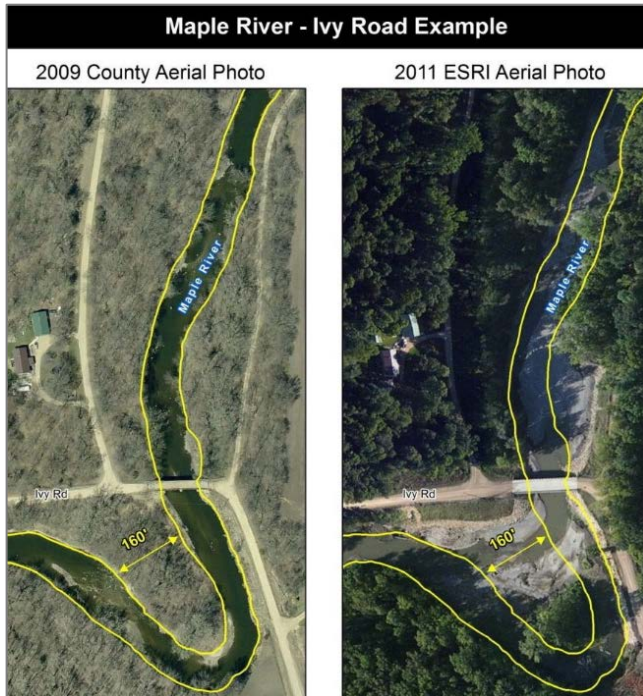 Maple River - Ivy Road Example
2009 County Aerial Photo
2011 ESRI Aerial Photo
Maple River
Ivy Rd
160'
Maple River
Ivy Rd
160'